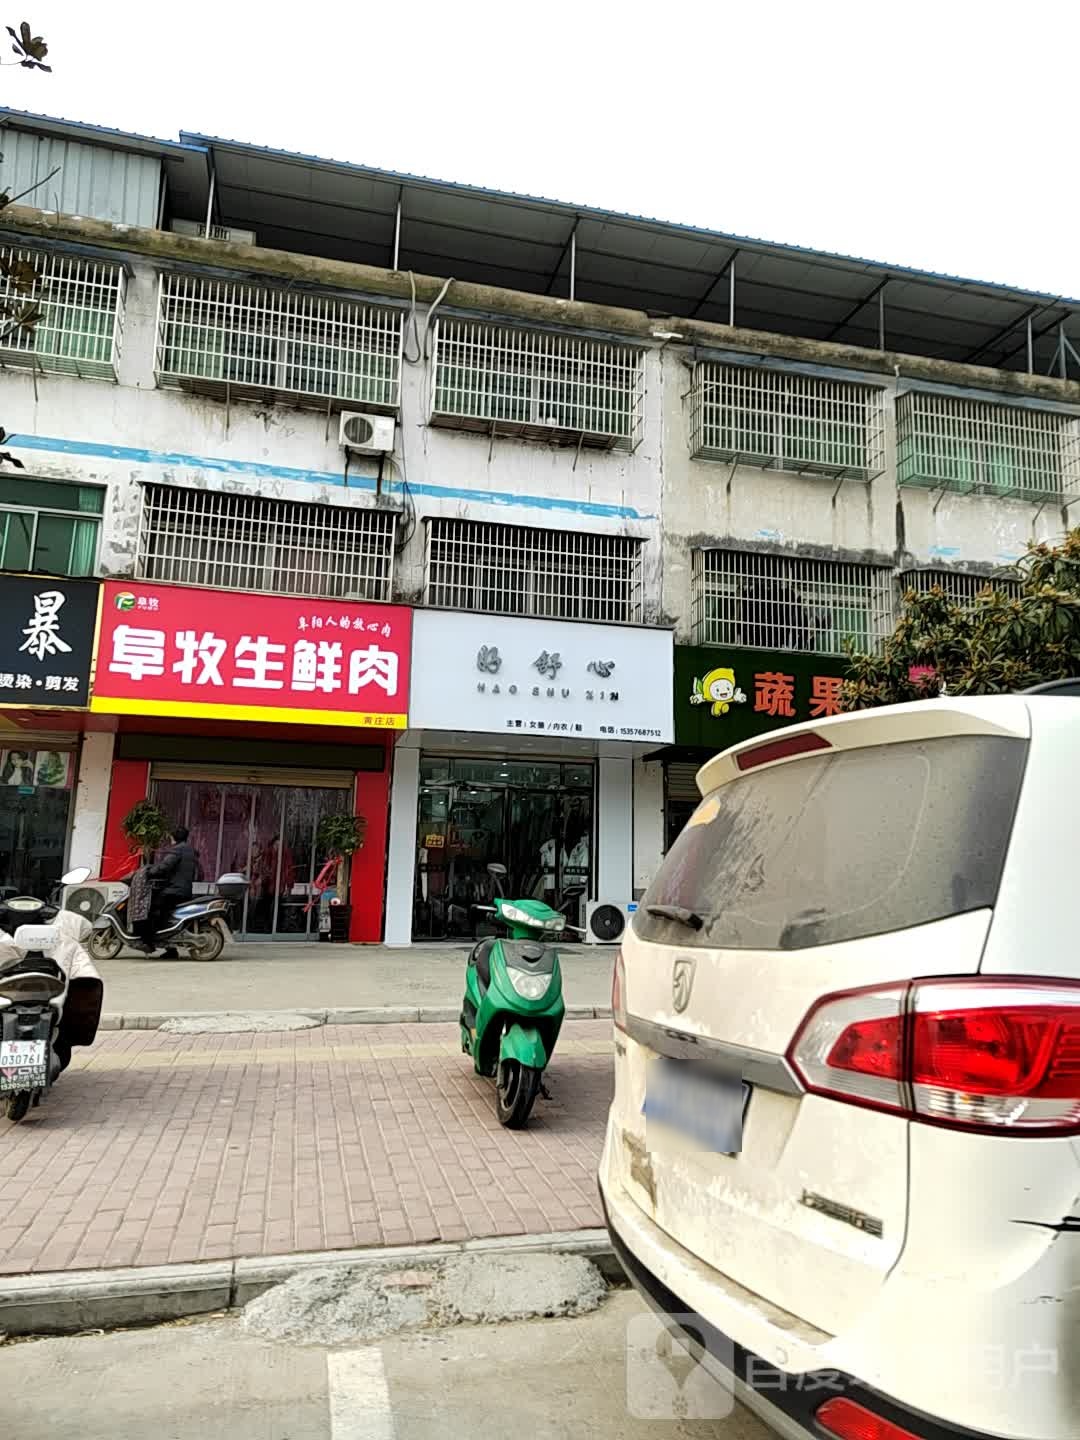 暴
烫染·剪发
阜牧
FUMU
阜阳人的放心肉
阜牧生鲜肉
黄庄店
好舒心
HAO SHU XIN
主营：女装/内衣/鞋 电话：15357687512
蔬果
030761